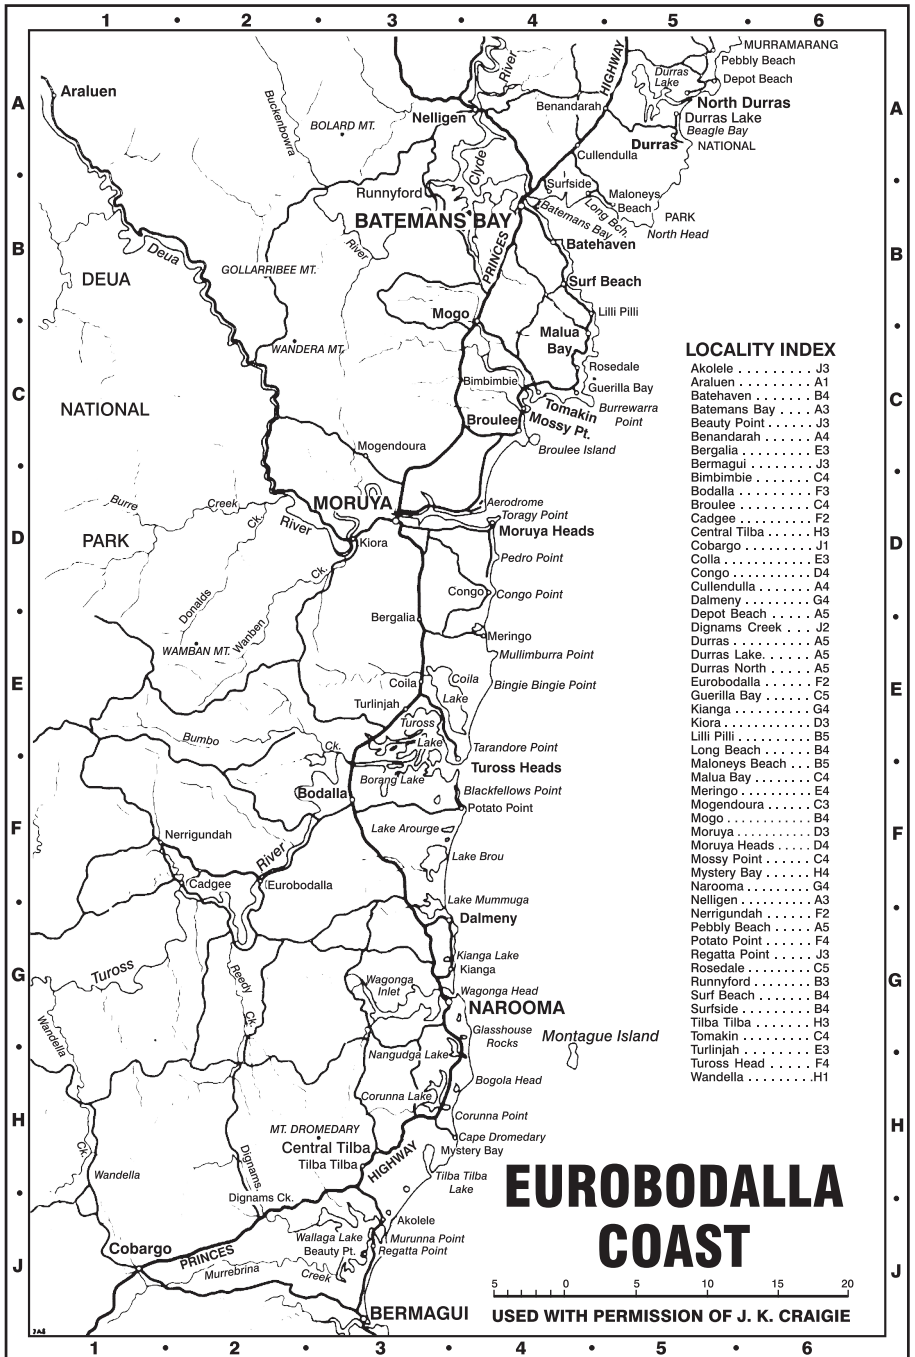 1 • 2 • 3 • 4 • 5 • 6
A
B
C
D
E
F
G
H
J
A
B
C
D
E
F
G
H
J
MURRAMARANG
Pebbly Beach
Depot Beach
Durras
Lake
North Durras
Durras Lake
Beagle Bay
Durras
NATIONAL
HIGHWAY
River
Araluen
Buckenbowra
BOLARD MT.
Nelligen
Benandarah
Clyde
Cullendulla
Runnyford
Surfside
Maloneys
Beach
Long Bch.
PARK
North Head
BATEMANS BAY
Batemans Bay
Batehaven
River
PRINCES
Deua
DEUA
GOLLARRIBEE MT.
Surf Beach
Mogo
Lilli Pilli
Malua
Bay
WANDERA MT.
Rosedale
Bimbimbie
Guerilla Bay
Tomakin
Burrewarra
Point
NATIONAL
Broulee
Mossy Pt.
Mogendoura
Broulee Island
MORUYA
Aerodrome
Toragy Point
Burre
Creek
Ck.
River
Moruya Heads
PARK
Kiora
Pedro Point
Ck.
Congo
Congo Point
Donalds
Bergalia
Wanben
WAMBAN MT.
Meringo
Mullimburra Point
Coila
Coila
Lake
Bingie Bingie Point
Turlinjah
Tuross
Lake
Bumbo
Ck.
Tarandore Point
Tuross Heads
Borang Lake
Bodalla
Blackfellows Point
Potato Point
Nerrigundah
Lake Arourge
River
Lake Brou
Cadgee
Eurobodalla
Lake Mummuga
Dalmeny
Tuross
Reedy
Ck.
Kianga Lake
Kianga
Wagonga
Inlet
Wagonga Head
NAROOMA
Wandella
Glasshouse
Rocks
Montague Island
Nangudga Lake
Bogola Head
Corunna Lake
Corunna Point
MT. DROMEDARY
Cape Dromedary
Mystery Bay
Central Tilba
Tilba Tilba
HIGHWAY
Ck.
Wandella
Dignams
Tilba Tilba
Lake
Dignams Ck.
Akolele
Wallaga Lake
Murunna Point
Beauty Pt.
Regatta Point
Cobargo
PRINCES
Murrebrina
Creek
BERMAGUI
LOCALITY INDEX
Akolele . . . . . . . . . J3
Araluen . . . . . . . . . A1
Batehaven . . . . . . . B4
Batemans Bay . . . . A3
Beauty Point . . . . . . J3
Benandarah . . . . . . A4
Bergalia . . . . . . . . . E3
Bermagui . . . . . . . . J3
Bimbimbie . . . . . . . C4
Bodalla . . . . . . . . . F3
Broulee . . . . . . . . . C4
Cadgee . . . . . . . . . F2
Central Tilba . . . . . . H3
Cobargo . . . . . . . . . J1
Colla . . . . . . . . . . . E3
Congo . . . . . . . . . . D4
Cullendulla . . . . . . . A4
Dalmeny . . . . . . . . . G4
Depot Beach . . . . . A5
Dignams Creek . . . J2
Durras . . . . . . . . . . A5
Durras Lake. . . . . . . A5
Durras North . . . . . . A5
Eurobodalla . . . . . . F2
Guerilla Bay . . . . . . C5
Kianga . . . . . . . . . . G4
Kiora . . . . . . . . . . . D3
Lilli Pilli . . . . . . . . . . B5
Long Beach . . . . . . B4
Maloneys Beach . . . B5
Malua Bay . . . . . . . C4
Meringo . . . . . . . . . E4
Mogendoura . . . . . . C3
Mogo . . . . . . . . . . . B4
Moruya . . . . . . . . . . D3
Moruya Heads . . . . . D4
Mossy Point . . . . . . C4
Mystery Bay . . . . . . H4
Narooma . . . . . . . . G4
Nelligen . . . . . . . . . A3
Nerrigundah . . . . . . F2
Pebbly Beach . . . . . A5
Potato Point . . . . . . F4
Regatta Point . . . . . J3
Rosedale . . . . . . . . C5
Runnyford . . . . . . . B3
Surf Beach . . . . . . . B4
Surfside . . . . . . . . . B4
Tilba Tilba . . . . . . . . H3
Tomakin . . . . . . . . . C4
Turlinjah . . . . . . . . . E3
Tuross Head . . . . . . F4
Wandella . . . . . . . . .H1
EUROBODALLA
COAST
5 0 5 10 15 20
USED WITH PERMISSION OF J. K. CRAIGIE
1 • 2 • 3 • 4 • 5 • 6